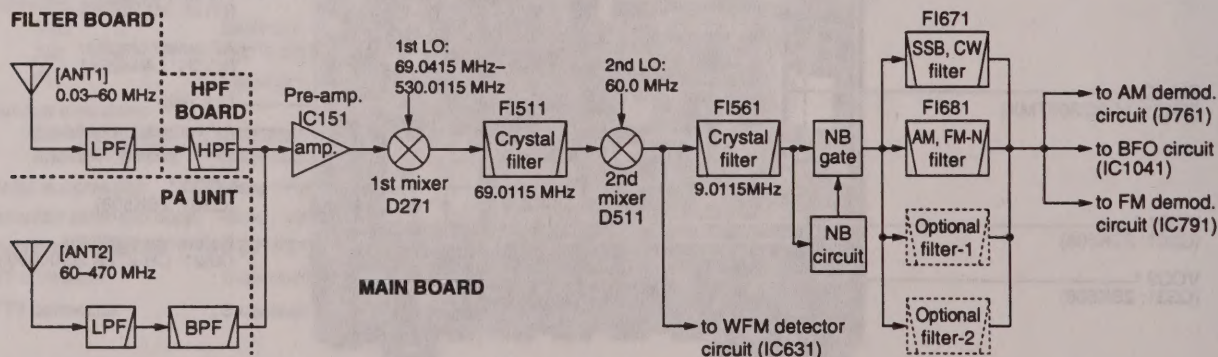 FILTER BOARD
[ANT1]
0.03–60 MHz
LPF
HPF
BOARD
HPF
PA UNIT
[ANT2]
60–470 MHz
LPF
BPF
Pre-amp.
IC151
amp.
1st LO:
69.0415 MHz–
530.0115 MHz
1st mixer
D271
FI511
Crystal
filter
69.0115 MHz
2nd LO:
60.0 MHz
2nd
mixer
D511
FI561
Crystal
filter
9.0115MHz
NB
gate
NB
circuit
MAIN BOARD
to WFM detector
circuit (IC631)
FI671
SSB, CW
filter
FI681
AM, FM-N
filter
Optional
filter-1
Optional
filter-2
to AM demod.
circuit (D761)
to BFO circuit
(IC1041)
to FM demod.
circuit (IC791)